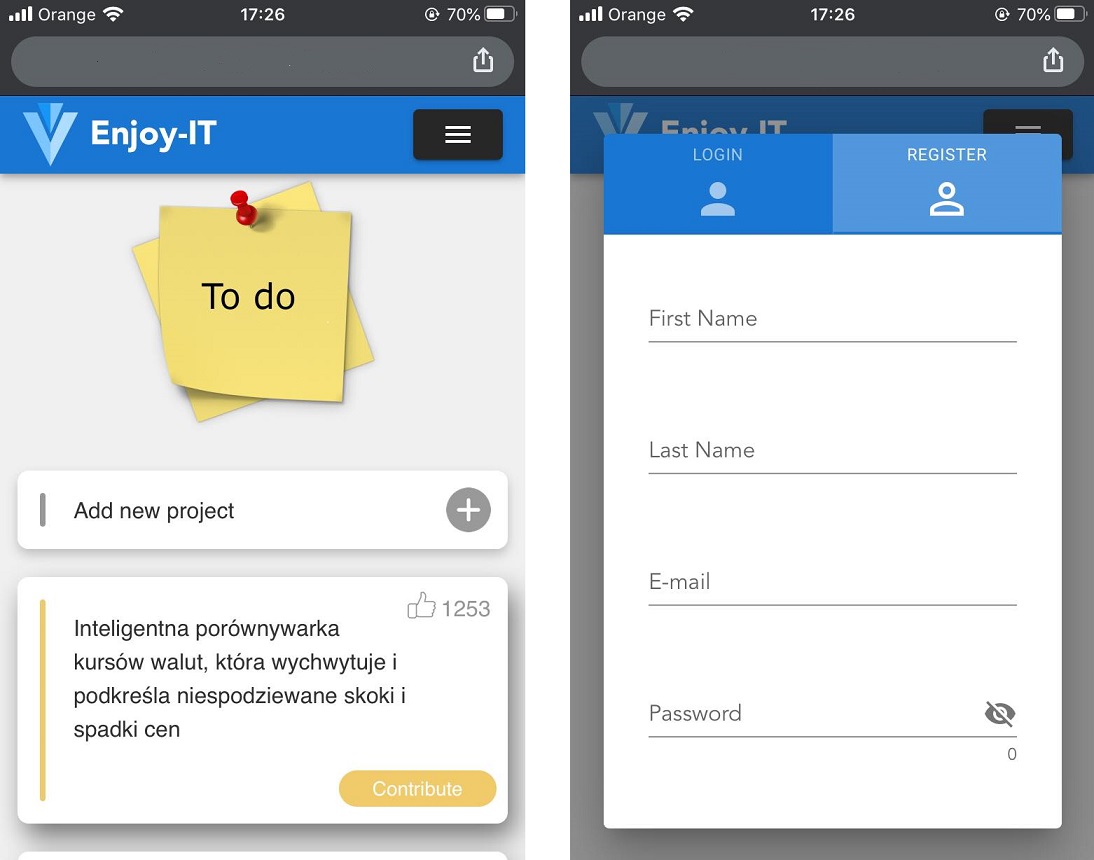 Orange 17:26 70%
Enjoy-IT
To do
Add new project
1253
Inteligentna porównywarka
kursów walut, która wychwytuje i
podkreśla niespodziewane skoki i
spadki cen
Contribute
Orange 17:26 70%
Enjoy-IT
LOGIN REGISTER
First Name
Last Name
E-mail
Password
0